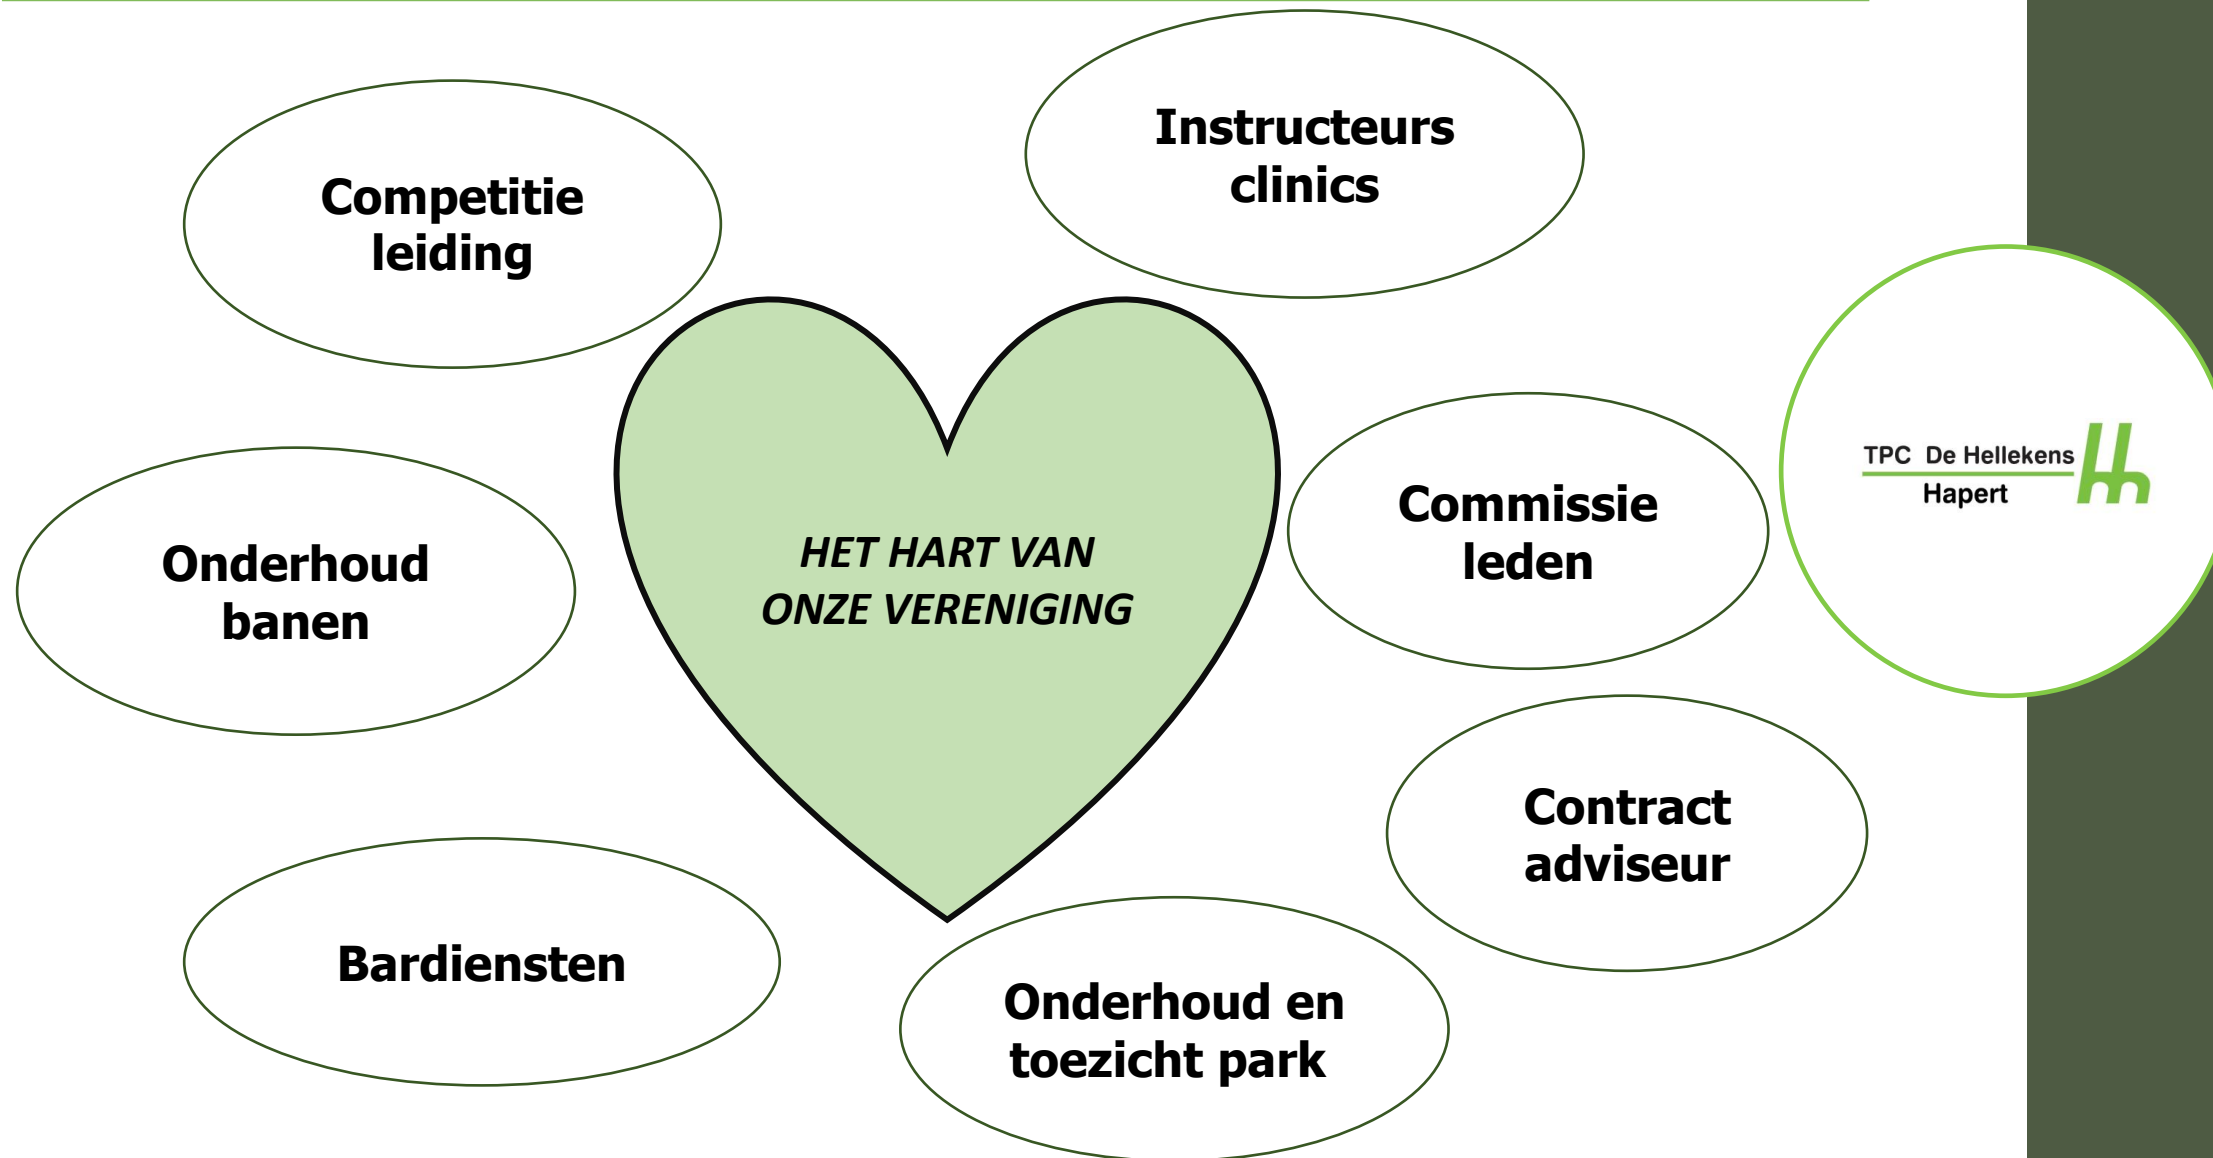 Instructeurs
clinics
Competitie
leiding
TPC De Hellekens
Hapert
Commissie
leden
HET HART VAN
ONZE VERENIGING
Onderhoud
banen
Contract
adviseur
Bardiensten
Onderhoud en
toezicht park